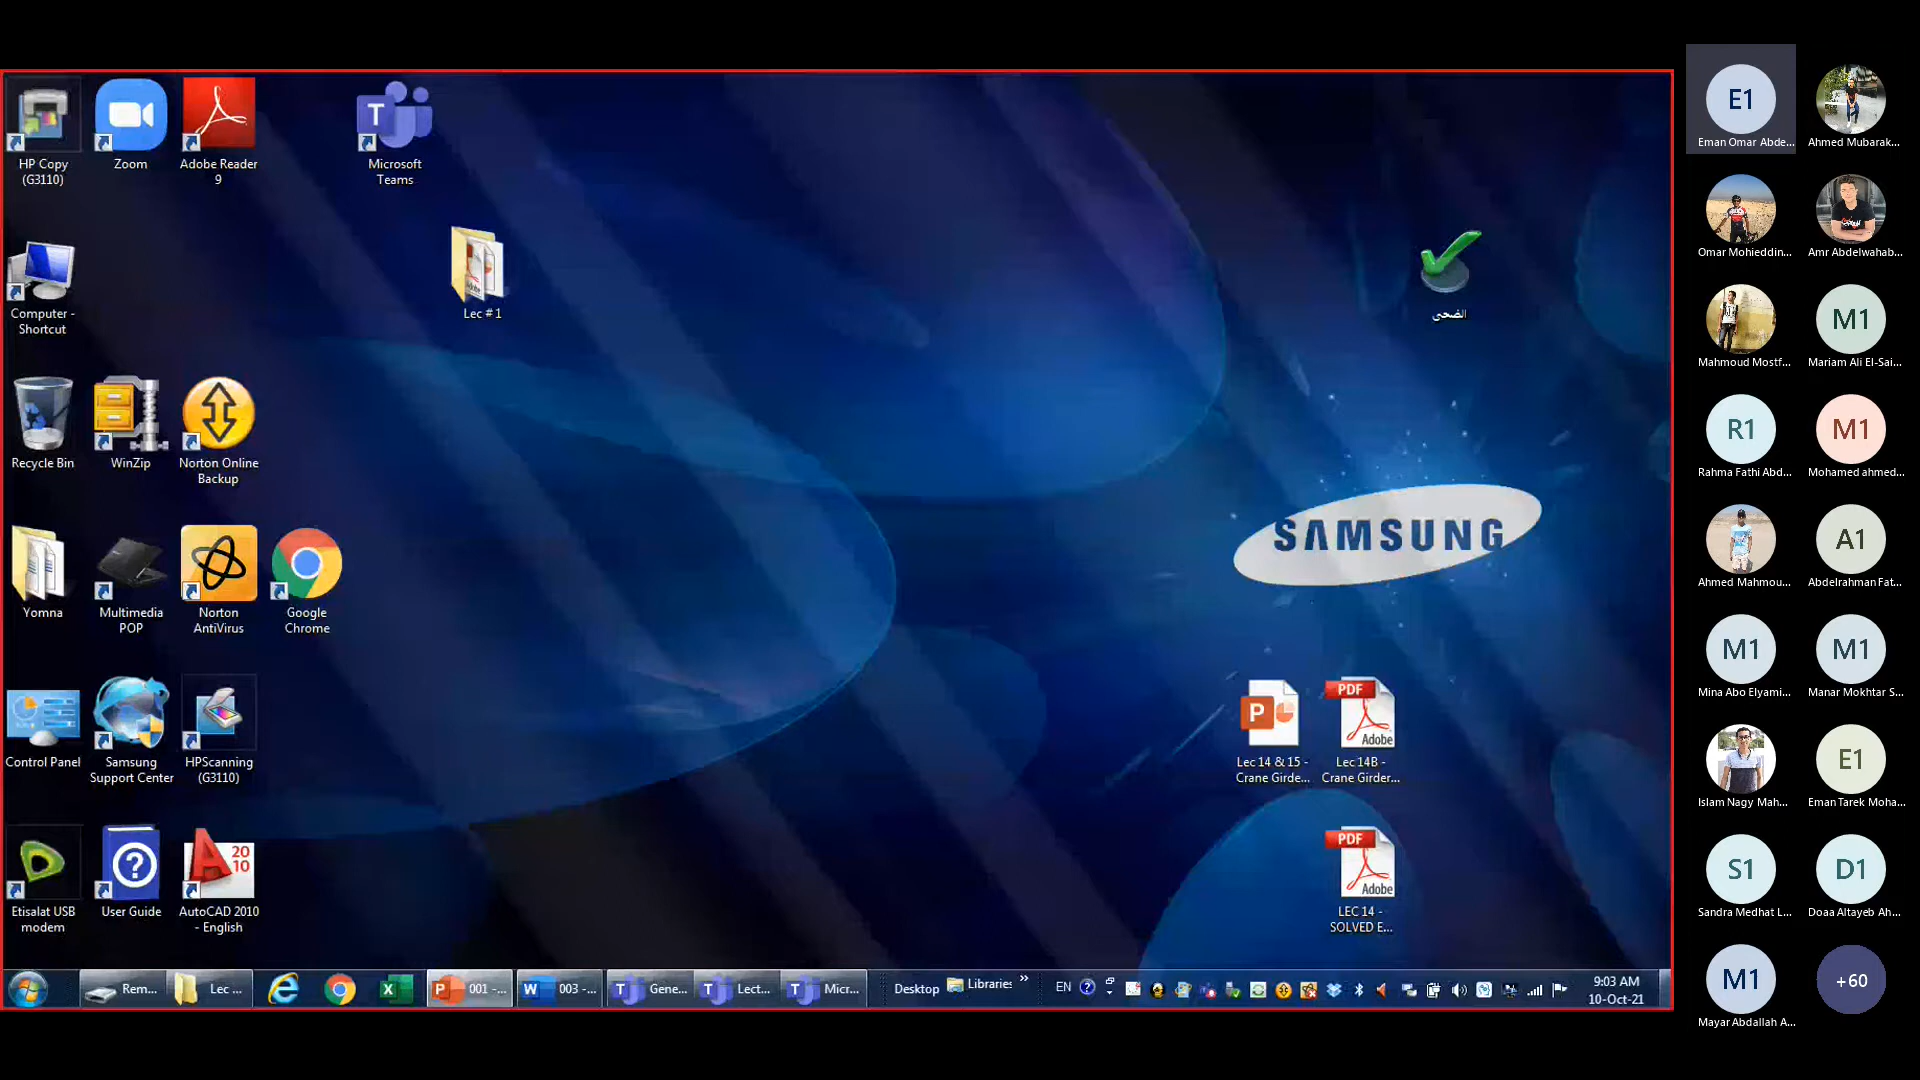 HP Copy
(G3110)
Zoom
Adobe Reader
9
Microsoft
Teams
Lec # 1
الضحى
Computer -
Shortcut
Recycle Bin
WinZip
Norton Online
Backup
SAMSUNG
Yomna
Multimedia
POP
Norton
AntiVirus
Google
Chrome
Control Panel
Samsung
Support Center
HPScanning
(G3110)
P
PDF
Adobe
Lec 14 & 15 -
Crane Girde...
Lec 14B -
Crane Girder...
20
10
Etisalat USB
modem
User Guide
AutoCAD 2010
- English
PDF
Adobe
LEC 14 -
SOLVED E...
Rem...
Lec ...
001 -...
003 -...
Gene...
Lect...
Micr...
Desktop
Libraries
EN
9:03 AM
10-Oct-21
E1
Eman Omar Abde...
Ahmed Mubarak...
Omar Mohieddin...
Amr Abdelwahab...
Mahmoud Mostf...
M1
Mariam Ali El-Sai...
R1
Rahma Fathi Abd...
M1
Mohamed ahmed...
Ahmed Mahmou...
A1
Abdelrahman Fat...
M1
Mina Abo Elyami...
M1
Manar Mokhtar S...
Islam Nagy Mah...
E1
Eman Tarek Moha...
S1
Sandra Medhat L...
D1
Doaa Altayeb Ah...
M1
Mayar Abdallah A...
+60